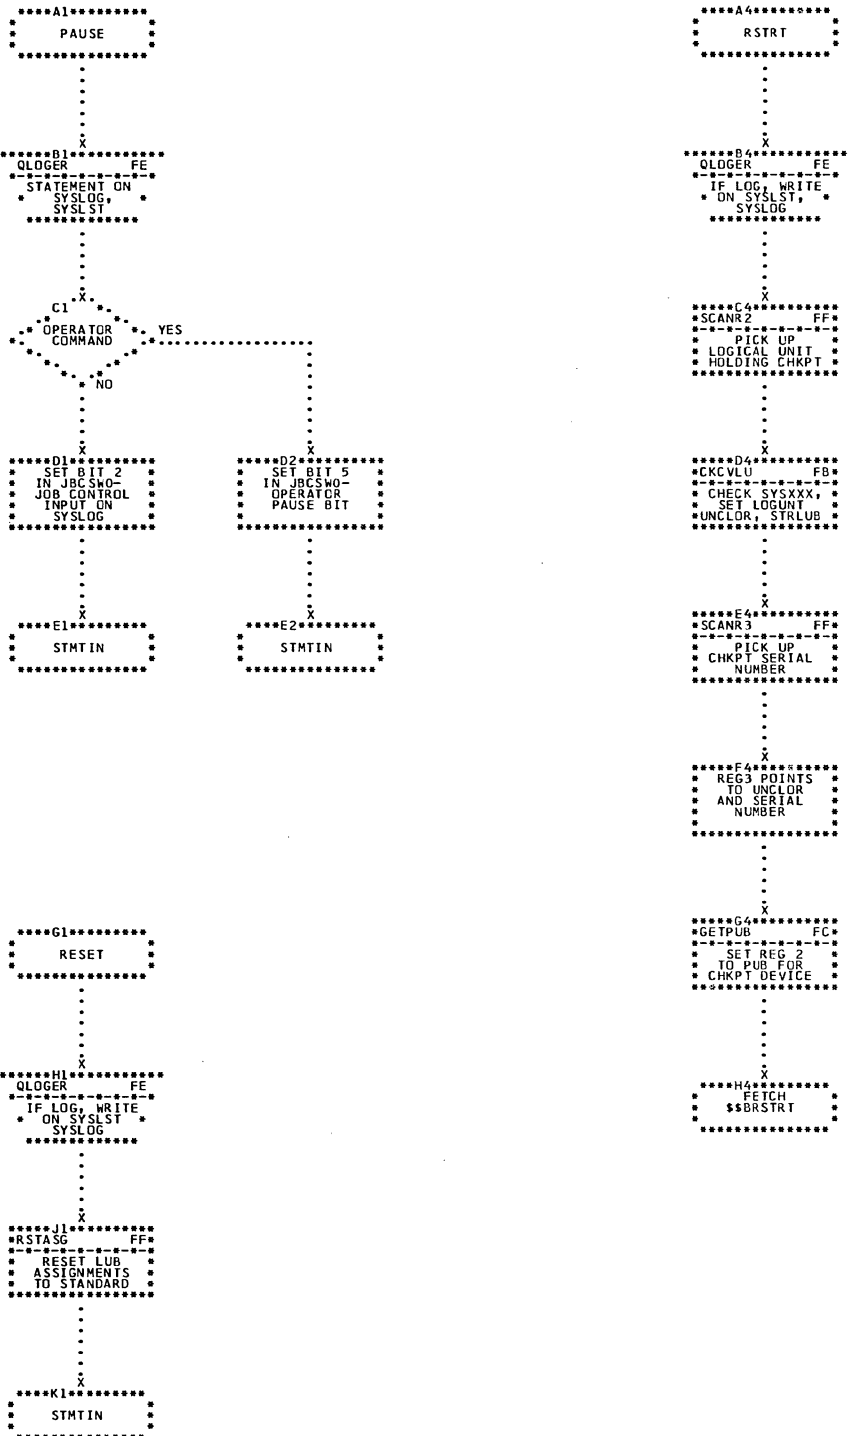 A1
PAUSE
B1
QLOGER FE
STATEMENT ON
SYSLOG,
SYSLST
C1
OPERATOR
COMMAND
YES
NO
D1
SET BIT 2
IN JBCSW0-
JOB CONTROL
INPUT ON
SYSLOG
D2
SET BIT 5
IN JBCSW0-
OPERATOR
PAUSE BIT
E1
STMTIN
E2
STMTIN
G1
RESET
H1
QLOGER FE
IF LOG, WRITE
ON SYSLST
SYSLOG
J1
RSTASG FF
RESET LUB
ASSIGNMENTS
TO STANDARD
K1
STMTIN
A4
RSTRT
B4
QLOGER FE
IF LOG, WRITE
ON SYSLST,
SYSLOG
C4
SCANR2 FF
PICK UP
LOGICAL UNIT
HOLDING CHKPT
D4
CKCVLU FB
CHECK SYSXXX,
SET LOGUNT
UNCLOR, STRLUB
E4
SCANR3 FF
PICK UP
CHKPT SERIAL
NUMBER
F4
REG3 POINTS
TO UNCLOR
AND SERIAL
NUMBER
G4
GETPUB FC
SET REG 2
TO PUB FOR
CHKPT DEVICE
H4
FETCH
$$BRSTRT